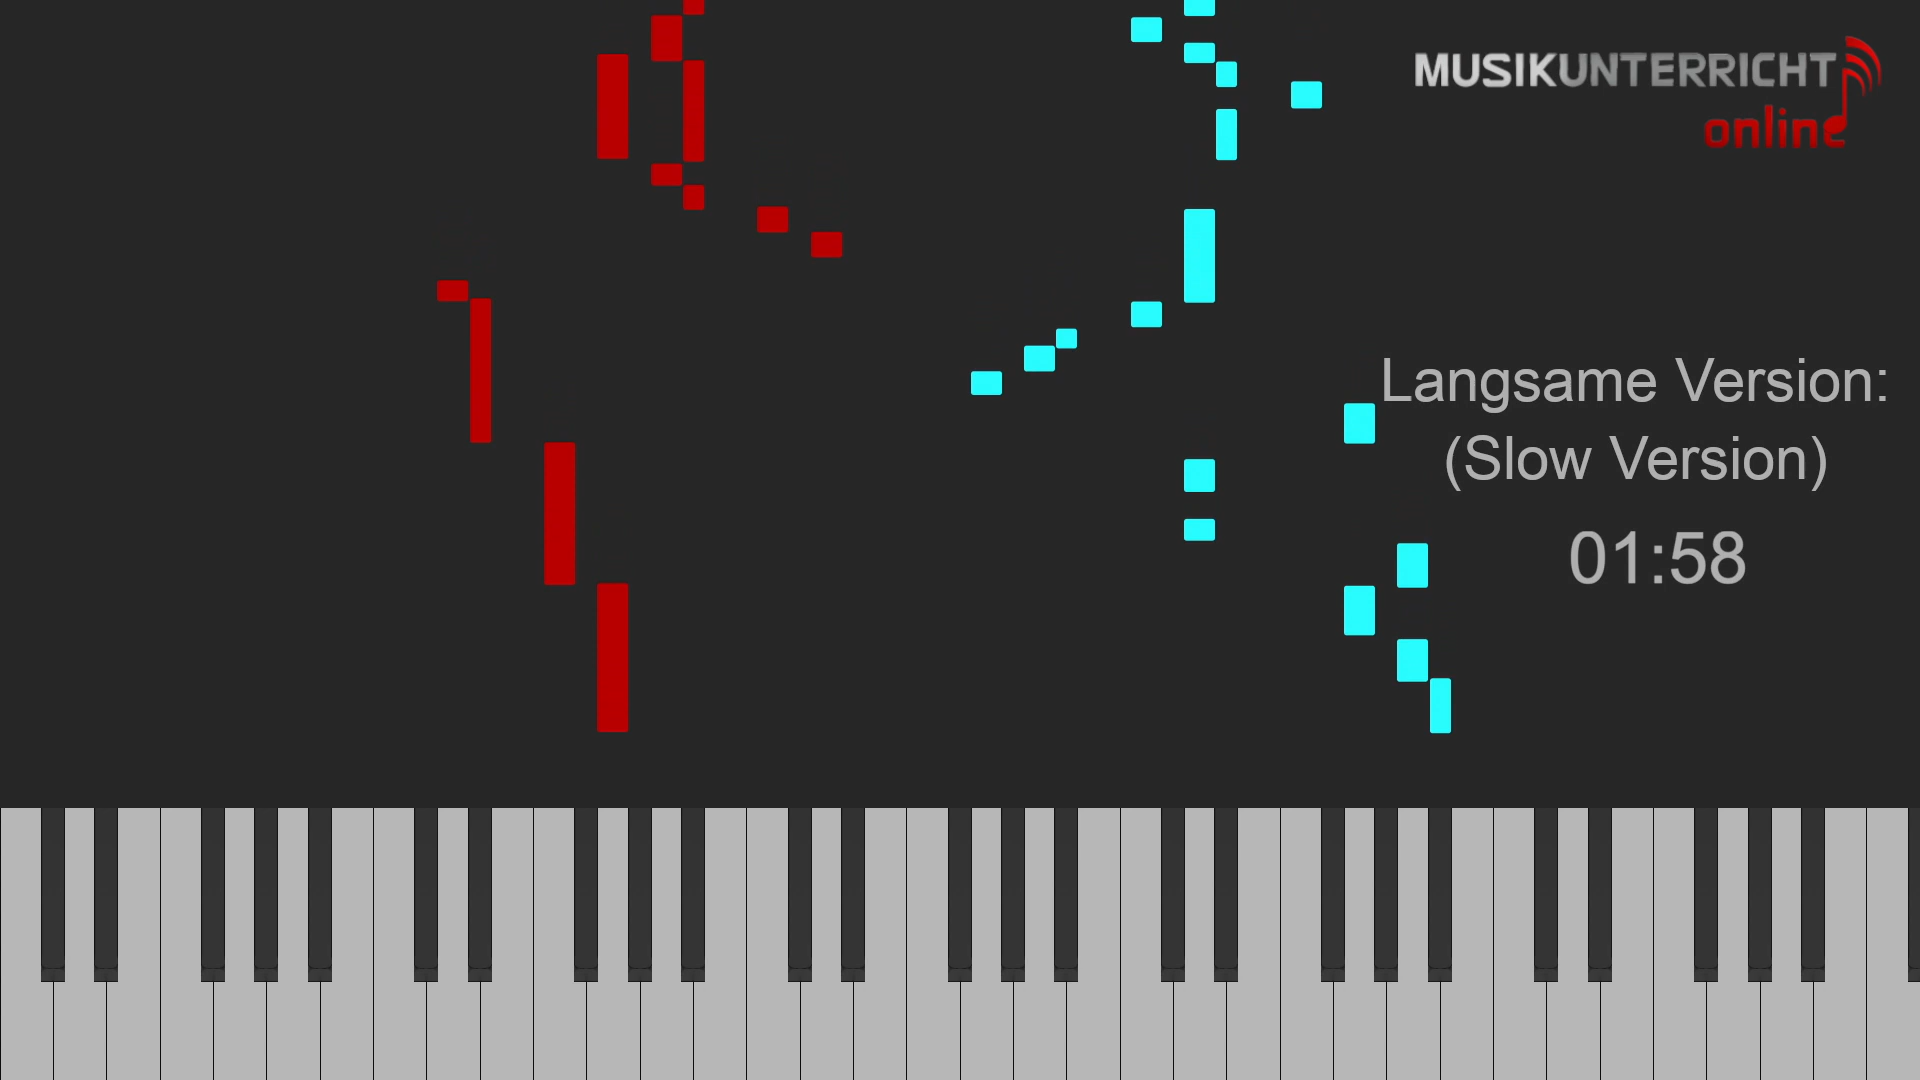 MUSIKUNTERRICHT
online
Langsame Version:
(Slow Version)
01:58